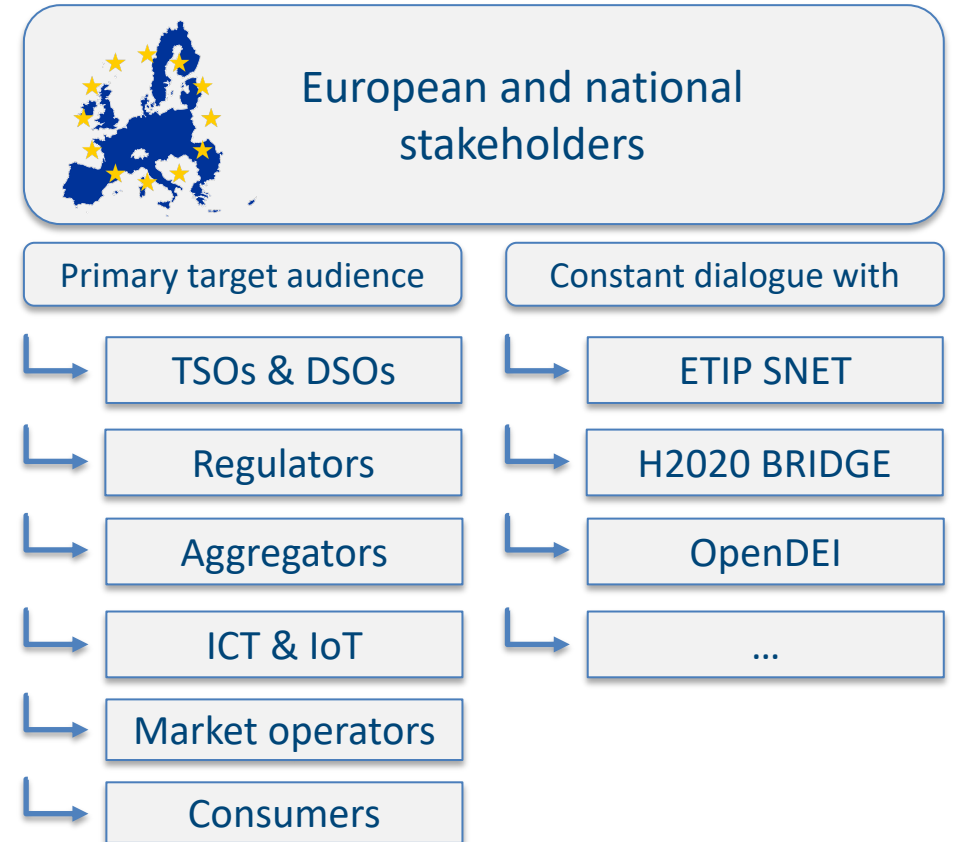 European and national
stakeholders
Primary target audience
TSOs & DSOs
Regulators
Aggregators
ICT & IoT
Market operators
Consumers
Constant dialogue with
ETIP SNET
H2020 BRIDGE
OpenDEI
...